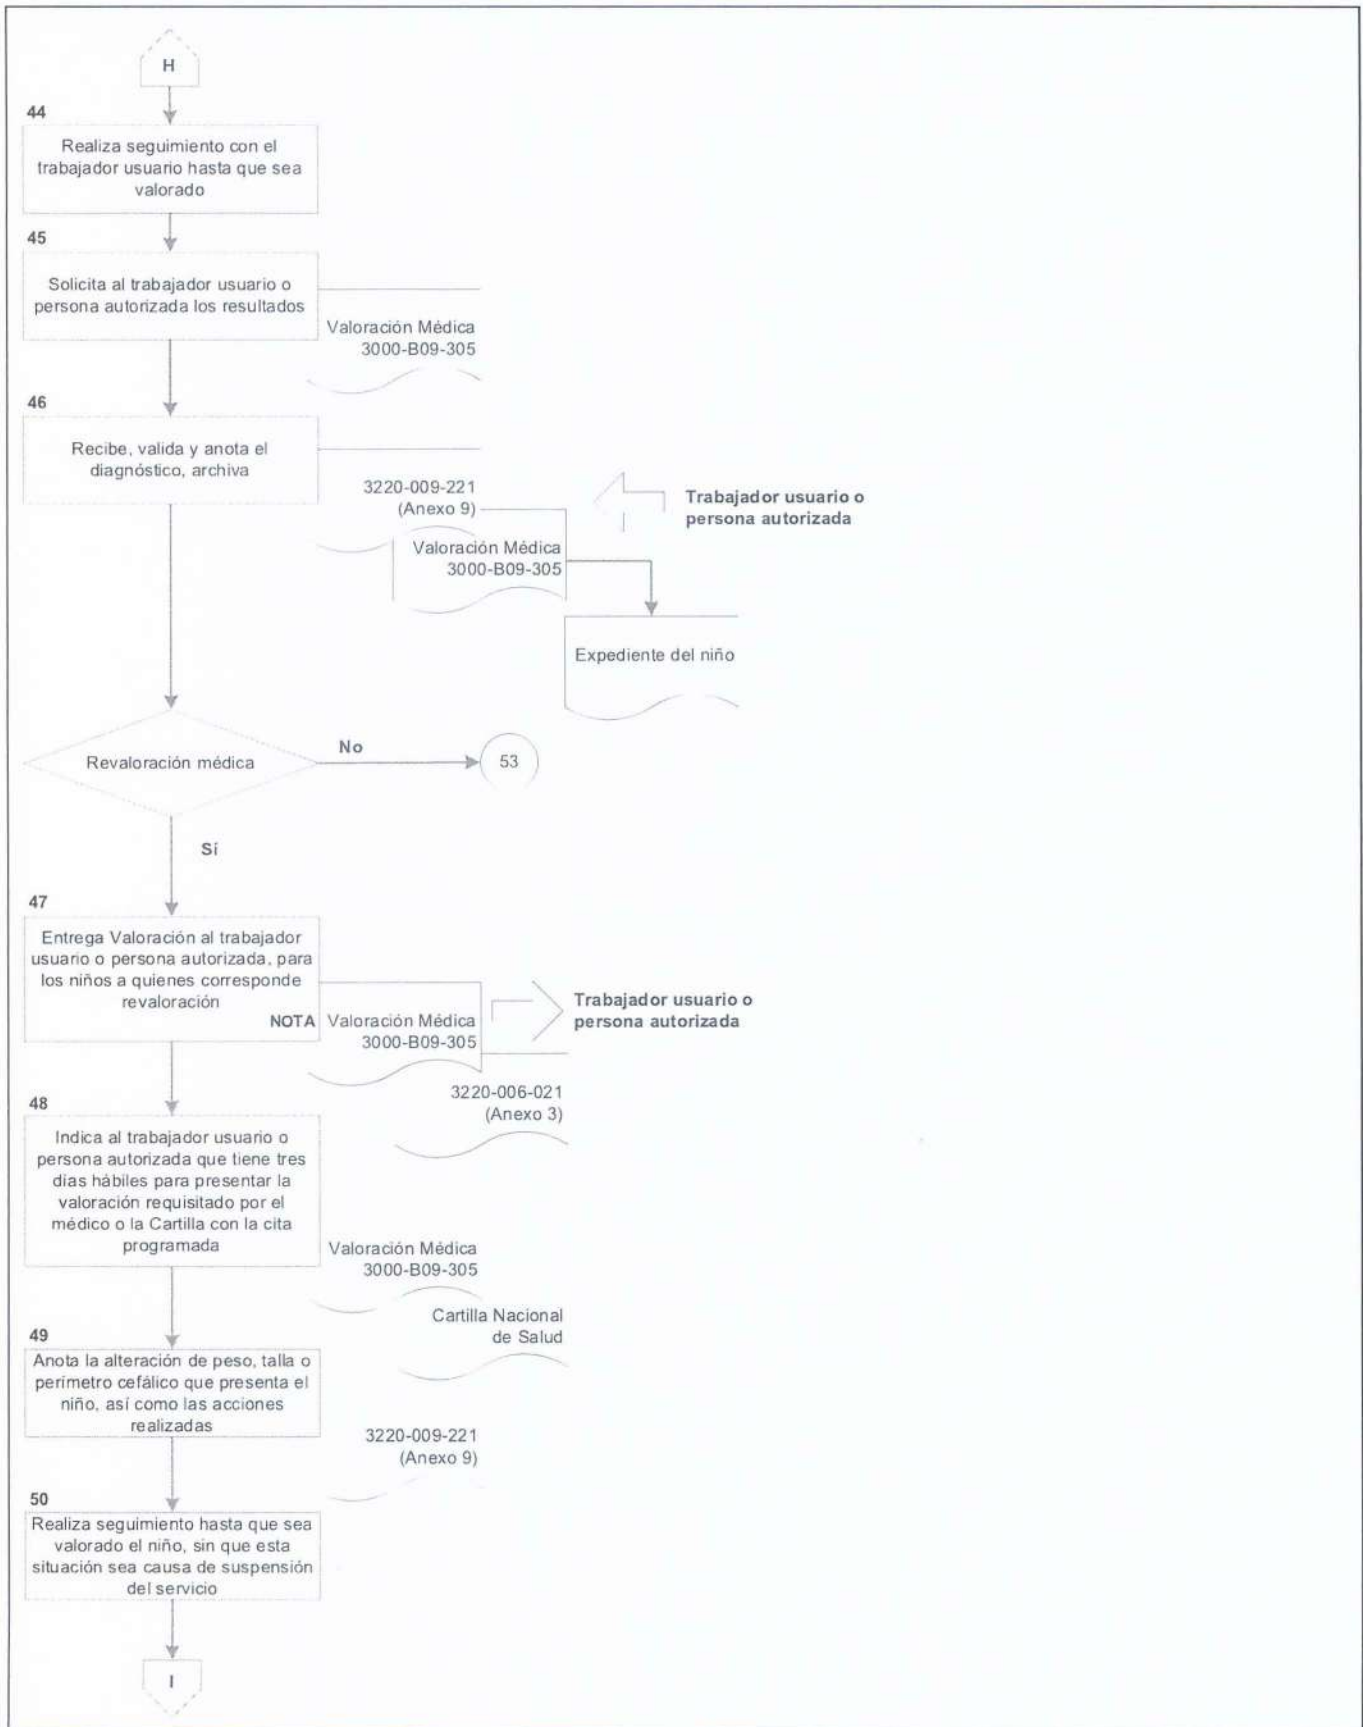 H
44
Realiza seguimiento con el
trabajador usuario hasta que sea
valorado
45
Solicita al trabajador usuario o
persona autorizada los resultados
Valoración Médica
3000-B09-305
46
Recibe, valida y anota el
diagnóstico, archiva
3220-009-221
(Anexo 9)
Trabajador usuario o
persona autorizada
Valoración Médica
3000-B09-305
Expediente del niño
Revaloración médica
No
53
Sí
47
Entrega Valoración al trabajador
usuario o persona autorizada, para
los niños a quienes corresponde
revaloración
NOTA
Valoración Médica
3000-B09-305
Trabajador usuario o
persona autorizada
3220-006-021
(Anexo 3)
48
Indica al trabajador usuario o
persona autorizada que tiene tres
días hábiles para presentar la
valoración requisitado por el
médico o la Cartilla con la cita
programada
Valoración Médica
3000-B09-305
Cartilla Nacional
de Salud
49
Anota la alteración de peso, talla o
perímetro cefálico que presenta el
niño, así como las acciones
realizadas
3220-009-221
(Anexo 9)
50
Realiza seguimiento hasta que sea
valorado el niño, sin que esta
situación sea causa de suspensión
del servicio
I